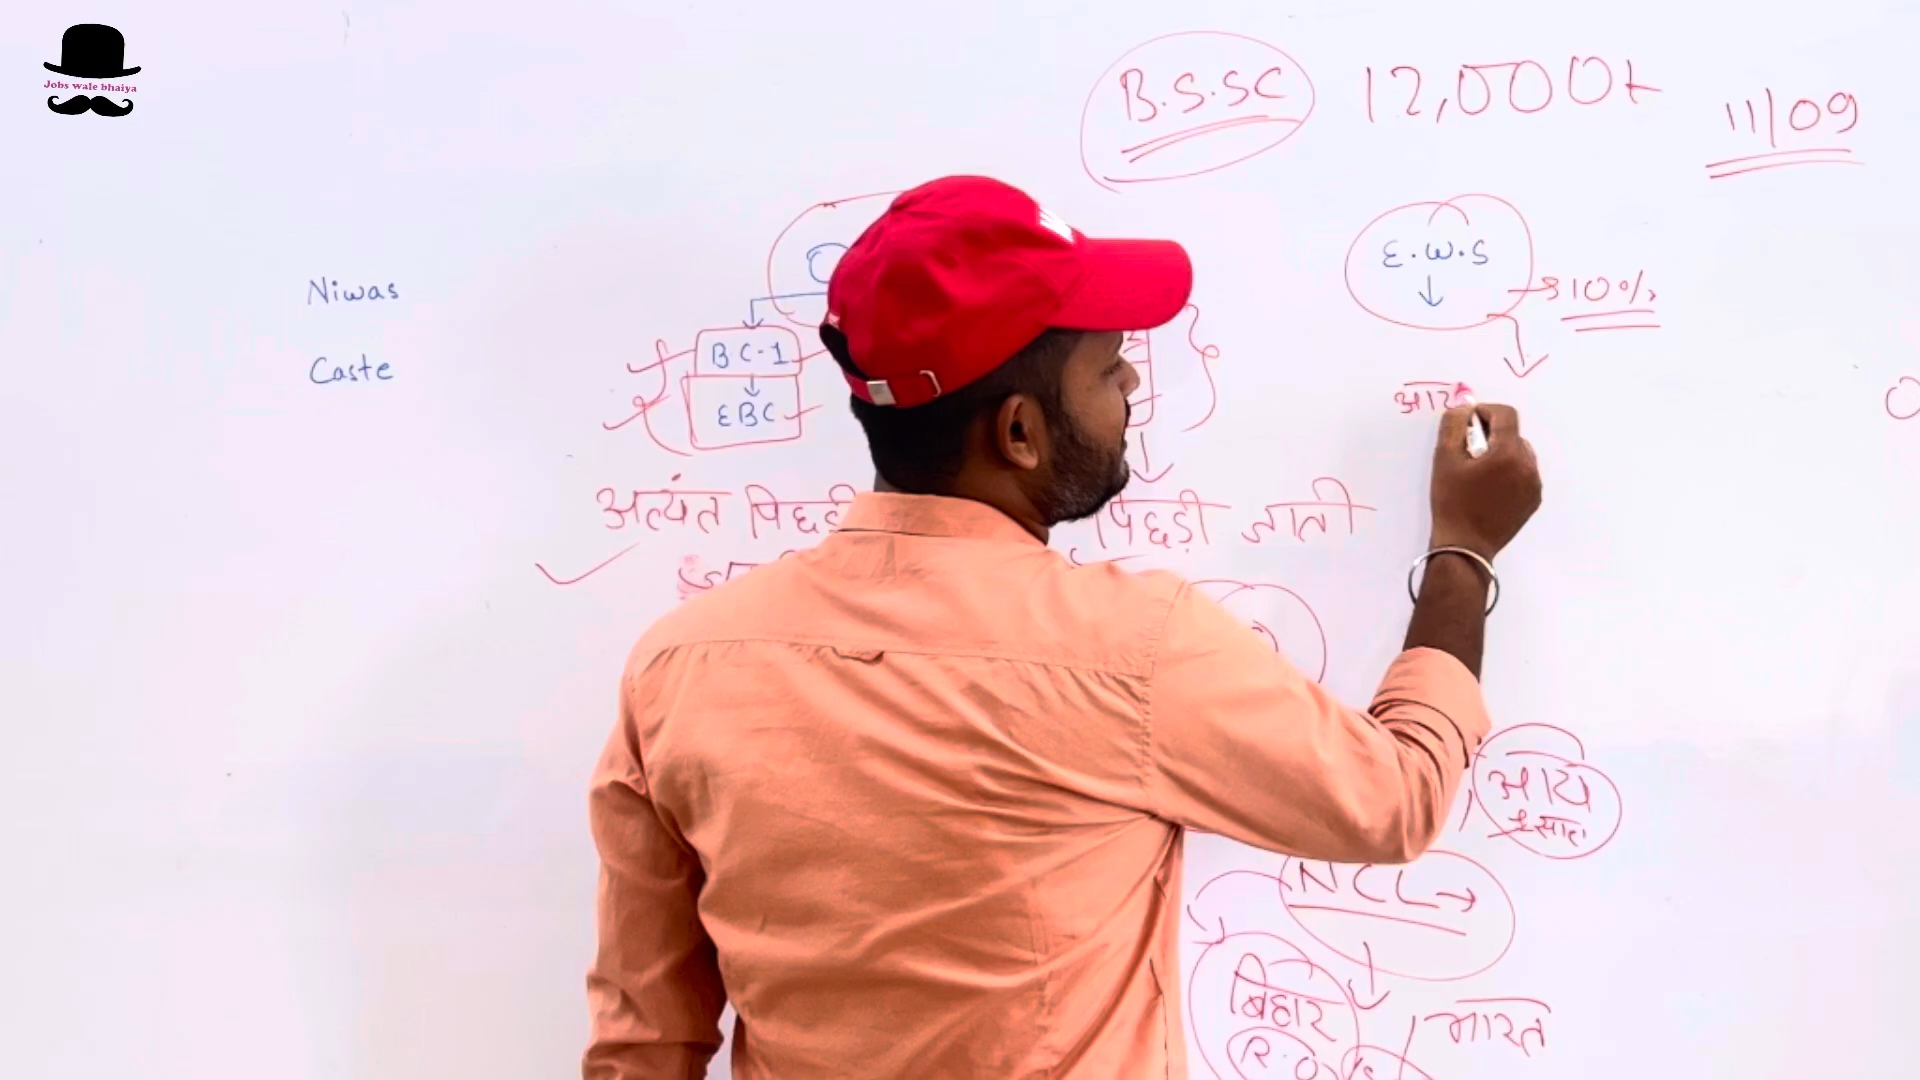 Jobs wale bhaiya
B.S.SC 12,000+ 11/09
E.W.S
Niwas
10%
BC-1
Caste
EBC
अत्यंत पिछड़ी
पिछड़ी जाती
आय
NCL →
बिहार
भारत
R.O